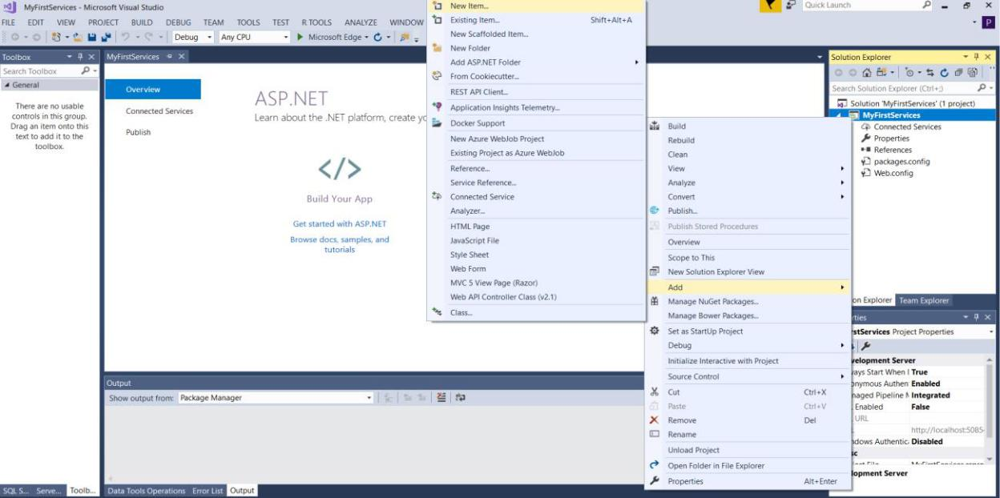 MyFirstServices - Microsoft Visual Studio
Quick Launch
FILE EDIT VIEW PROJECT BUILD DEBUG TEAM TOOLS TEST R TOOLS ANALYZE WINDOW
P
Debug Any CPU Microsoft Edge
Toolbox
Search Toolbox
General
There are no usable
controls in this group.
Drag an item onto this
text to add it to the
toolbox.
MyFirstServices
Overview
Connected Services
Publish
ASP.NET
Learn about the .NET platform, create yo
</>
Build Your App
Get started with ASP.NET
Browse docs, samples, and
tutorials
New Item...
Existing Item... Shift+Alt+A
New Scaffolded Item...
New Folder
Add ASP.NET Folder
From Cookiecutter...
REST API Client...
Application Insights Telemetry...
Docker Support
New Azure WebJob Project
Existing Project as Azure WebJob
Reference...
Service Reference...
Connected Service
Analyzer...
HTML Page
JavaScript File
Style Sheet
Web Form
MVC 5 View Page (Razor)
Web API Controller Class (v2.1)
Class...
Build
Rebuild
Clean
View
Analyze
Convert
Publish...
Publish Stored Procedures
Overview
Scope to This
New Solution Explorer View
Add
Manage NuGet Packages...
Manage Bower Packages...
Set as StartUp Project
Debug
Initialize Interactive with Project
Source Control
Cut Ctrl+X
Paste Ctrl+V
Remove Del
Rename
Unload Project
Open Folder in File Explorer
Properties Alt+Enter
Solution Explorer
Search Solution Explorer (Ctrl+;)
Solution 'MyFirstServices' (1 project)
MyFirstServices
Connected Services
Properties
References
packages.config
Web.config
on Explorer Team Explorer
rties
stServices Project Properties
velopment Server
ays Start When I True
onymous Authen Enabled
naged Pipeline M Integrated
Enabled False
URL
http://localhost:5085
ndows Authentic Disabled
lopment Server
Output
Show output from: Package Manager
SQL S... Serve... Toolb...
Data Tools Operations Error List Output